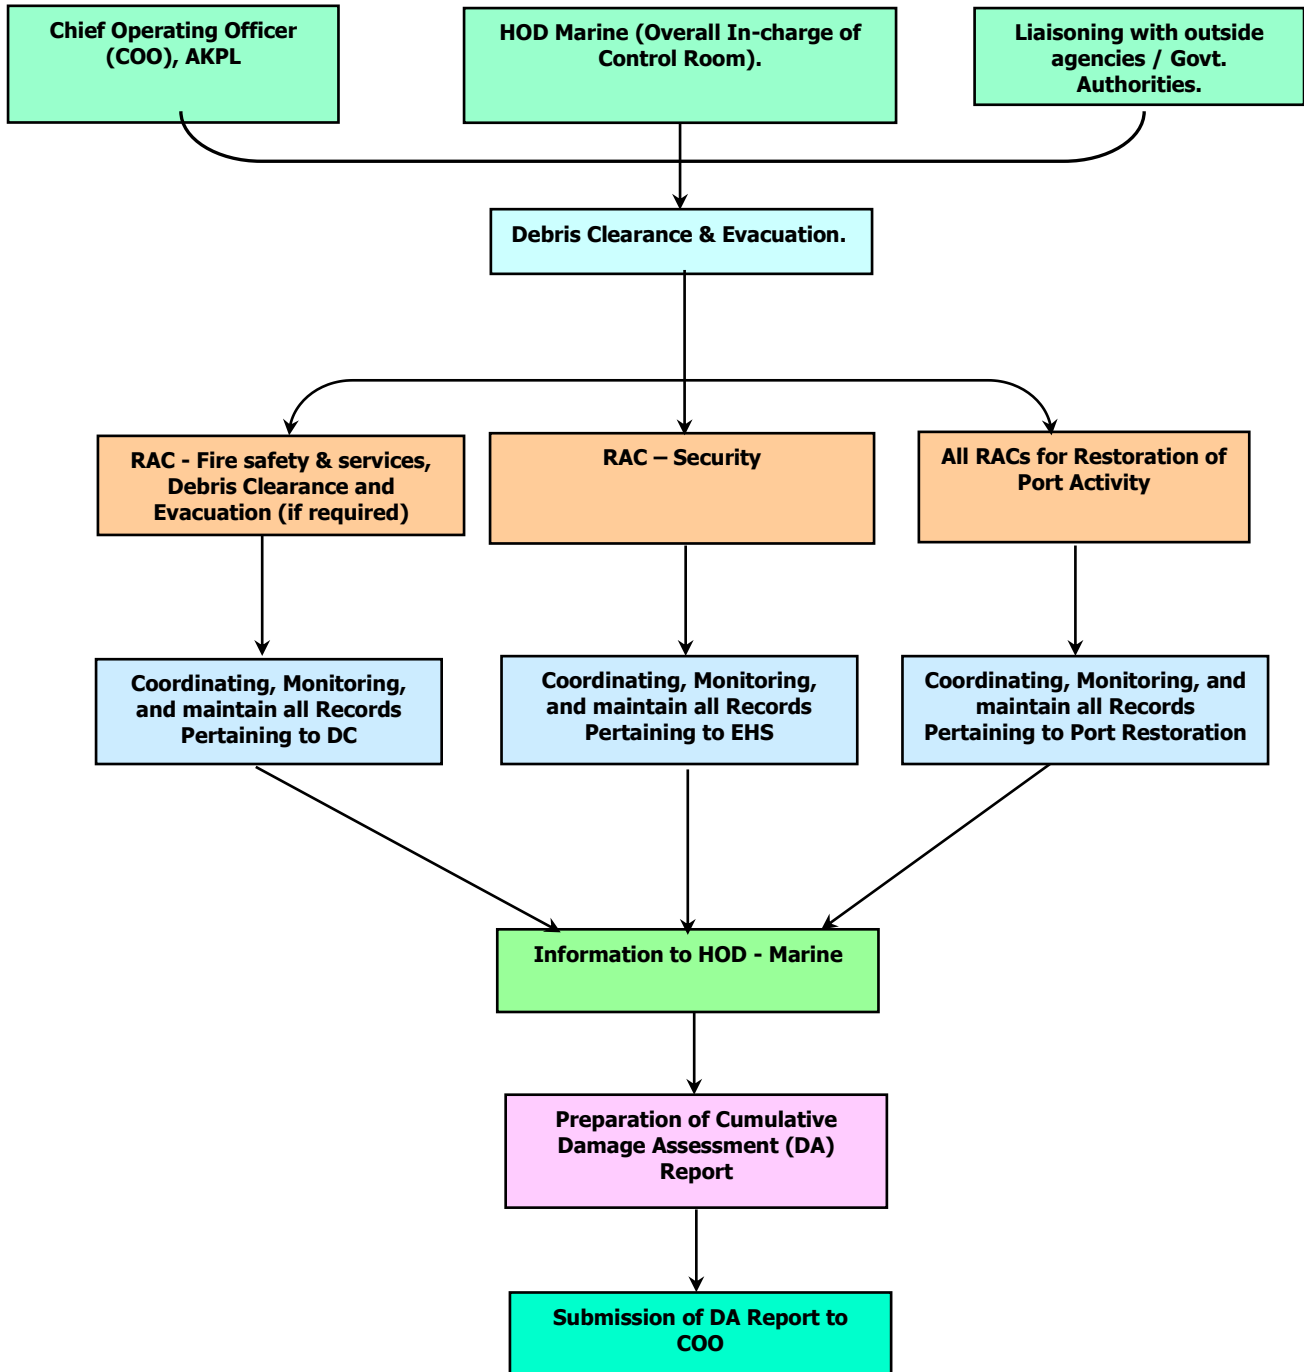 Chief Operating Officer
(COO), AKPL
HOD Marine (Overall In-charge of
Control Room).
Liaisoning with outside
agencies / Govt.
Authorities.
Debris Clearance & Evacuation.
RAC - Fire safety & services,
Debris Clearance and
Evacuation (if required)
RAC – Security
All RACs for Restoration of
Port Activity
Coordinating, Monitoring,
and maintain all Records
Pertaining to DC
Coordinating, Monitoring,
and maintain all Records
Pertaining to EHS
Coordinating, Monitoring, and
maintain all Records
Pertaining to Port Restoration
Information to HOD - Marine
Preparation of Cumulative
Damage Assessment (DA)
Report
Submission of DA Report to
COO